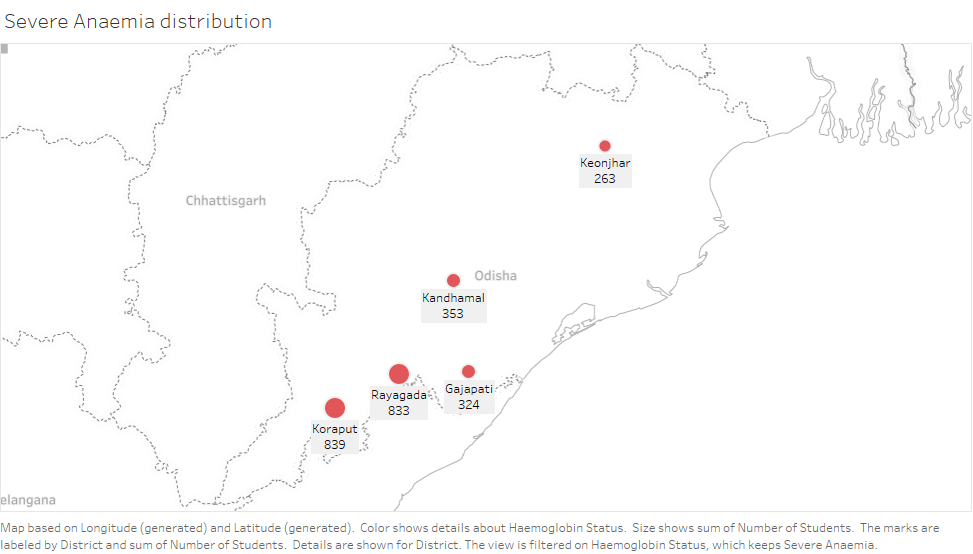 Severe Anaemia distribution
Keonjhar
263
Chhattisgarh
Odisha
Kandhamal
353
Rayagada
833
Gajapati
324
Koraput
839
elangana
Map based on Longitude (generated) and Latitude (generated).  Color shows details about Haemoglobin Status.  Size shows sum of Number of Students.  The marks are
labeled by District and sum of Number of Students.  Details are shown for District. The view is filtered on Haemoglobin Status, which keeps Severe Anaemia.